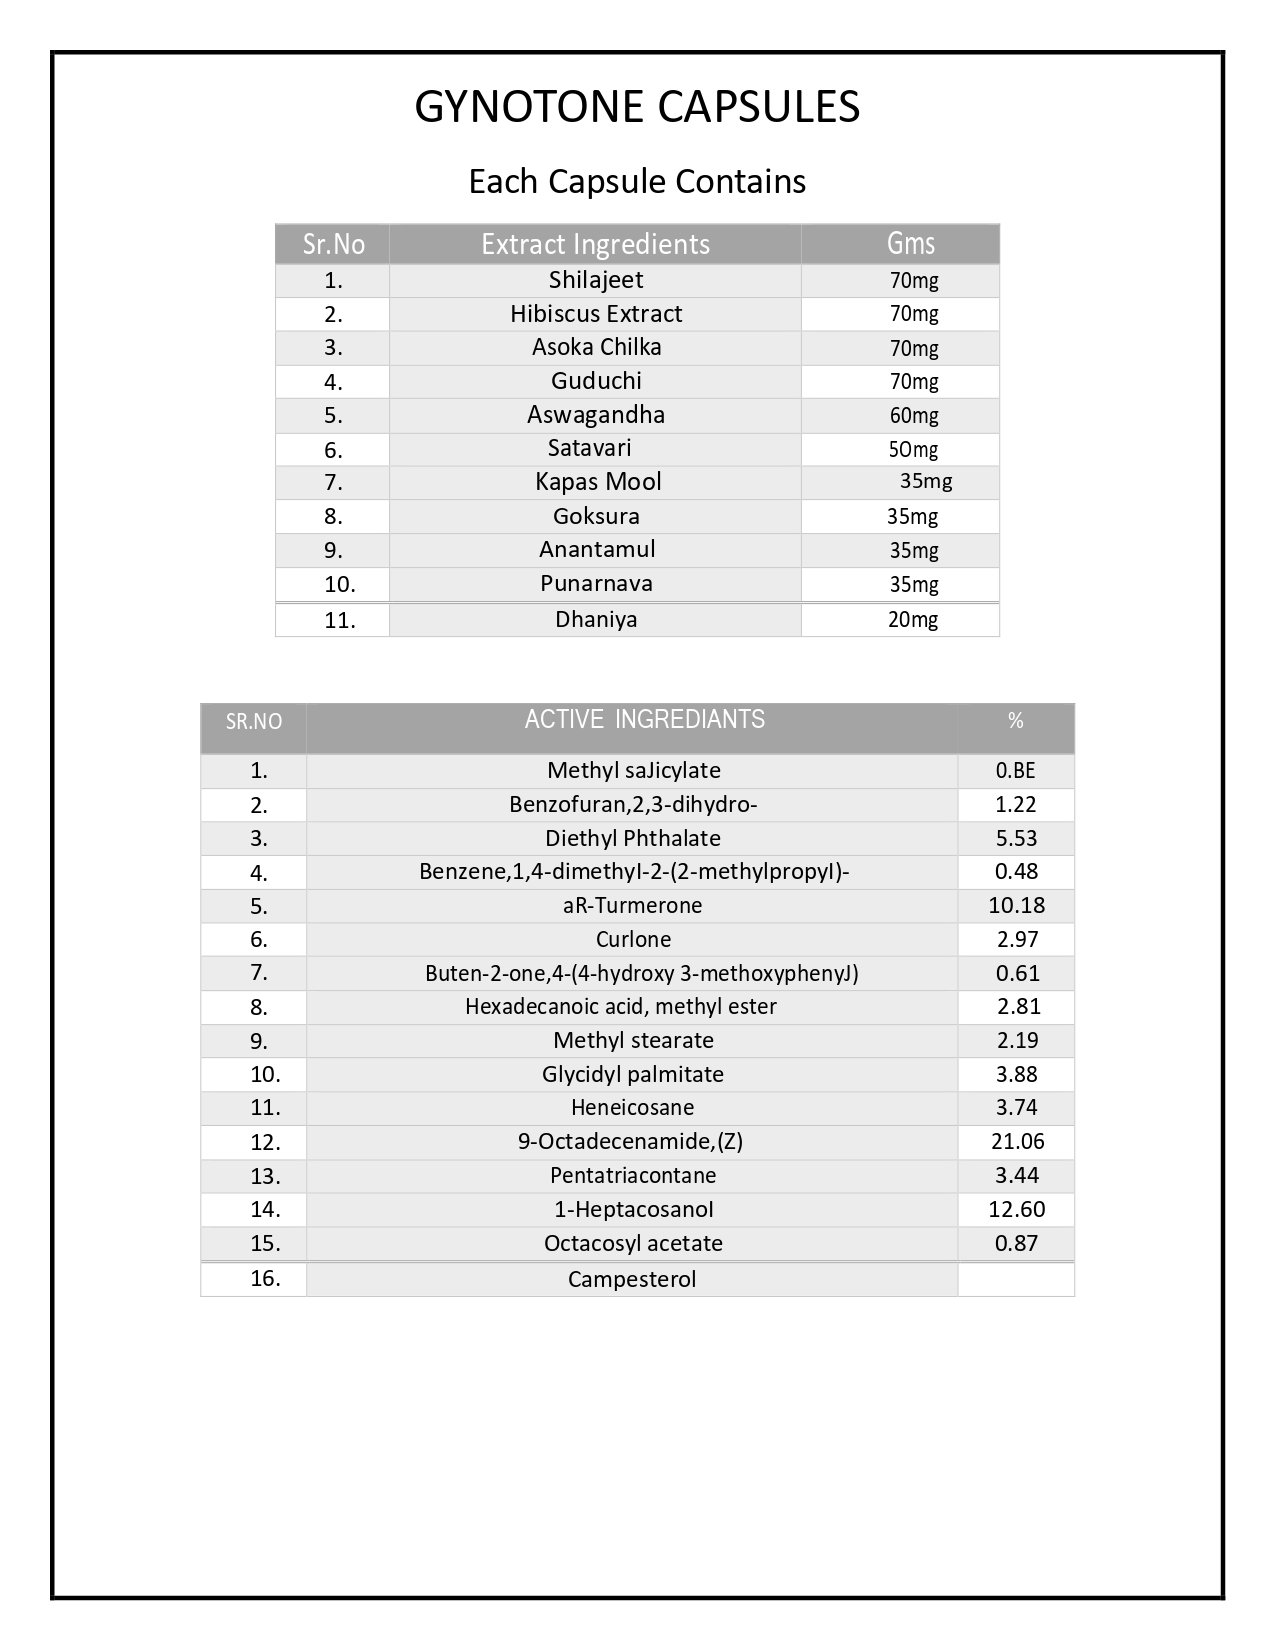 GYNOTONE CAPSULES
Each Capsule Contains
Sr.No Extract Ingredients Gms
1. Shilajeet 70mg
2. Hibiscus Extract 70mg
3. Asoka Chilka 70mg
4. Guduchi 70mg
5. Aswagandha 60mg
6. Satavari 5Omg
7. Kapas Mool 35mg
8. Goksura 35mg
9. Anantamul 35mg
10. Punarnava 35mg
11. Dhaniya 20mg
SR.NO ACTIVE INGREDIANTS %
1. Methyl saJicylate 0.BE
2. Benzofuran,2,3-dihydro- 1.22
3. Diethyl Phthalate 5.53
4. Benzene,1,4-dimethyI-2-(2-methylpropyI)- 0.48
5. aR-Turmerone 10.18
6. Curlone 2.97
7. Buten-2-one,4-(4-hydroxy 3-methoxyphenyJ) 0.61
8. Hexadecanoic acid, methyl ester 2.81
9. Methyl stearate 2.19
10. Glycidyl palmitate 3.88
11. Heneicosane 3.74
12. 9-Octadecenamide,(Z) 21.06
13. Pentatriacontane 3.44
14. 1-Heptacosanol 12.60
15. Octacosyl acetate 0.87
16. Campesterol